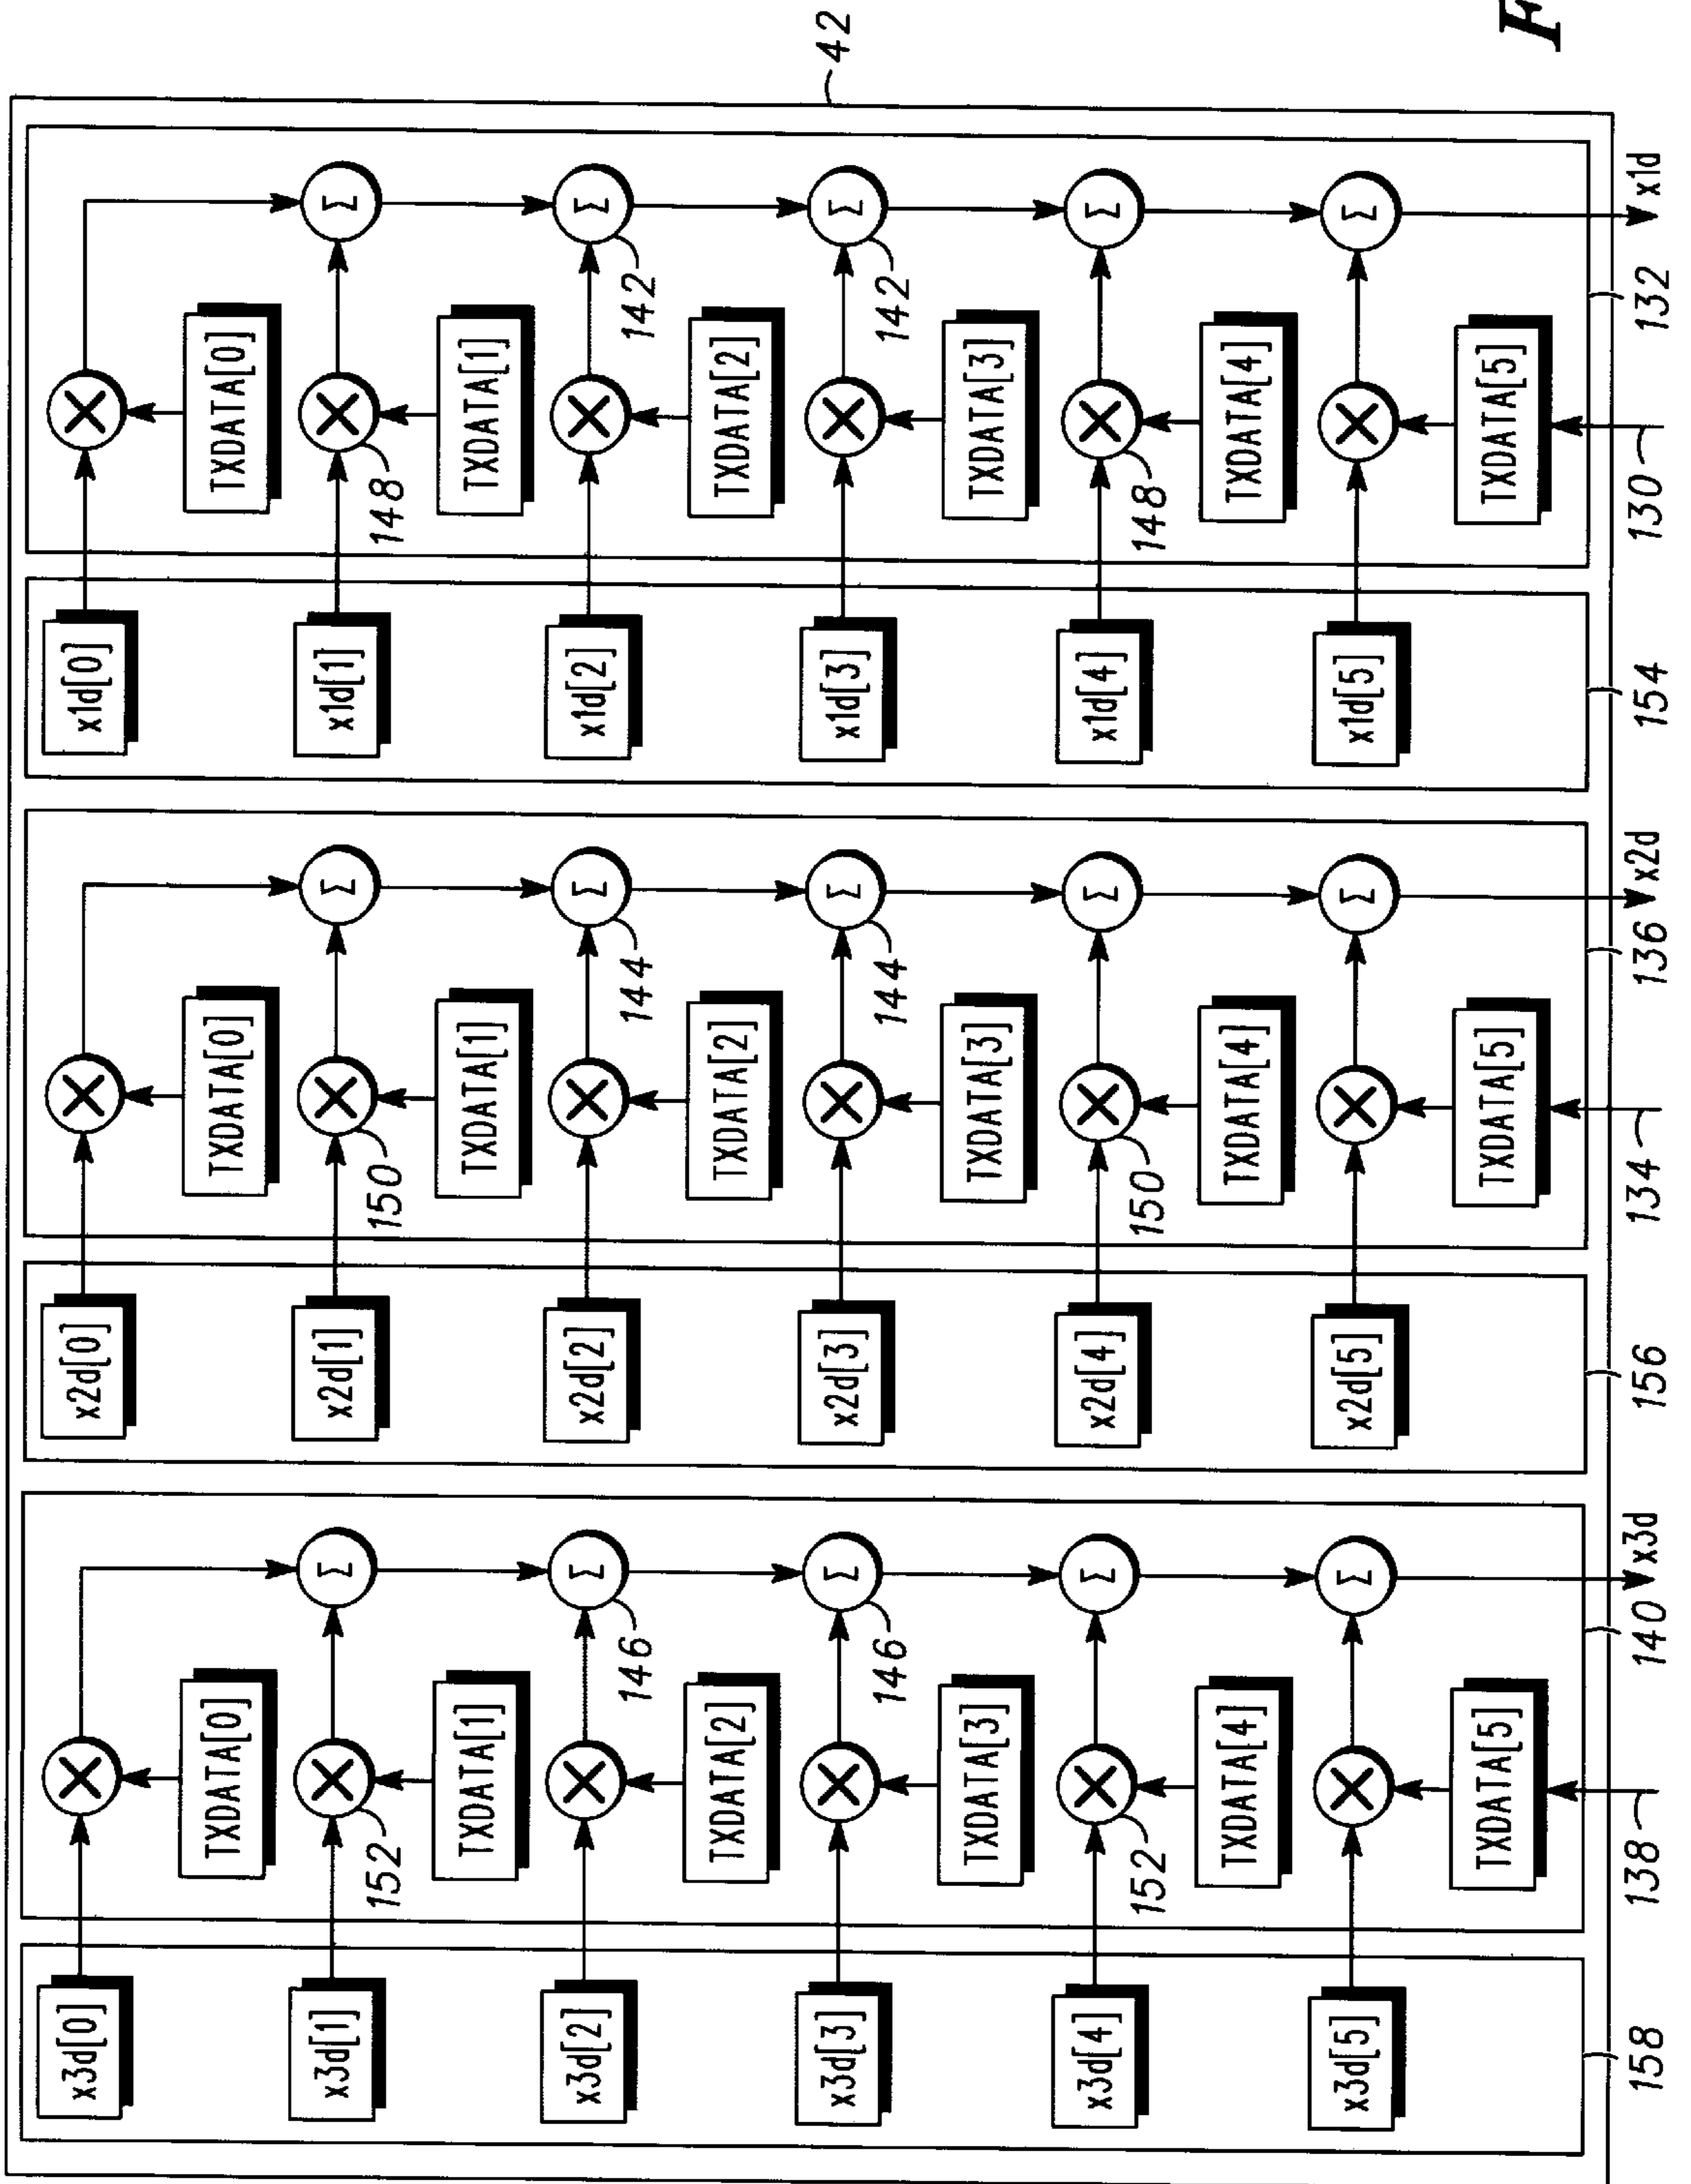 x3d[5]
x3d[4]
x3d[3]
x3d[2]
x3d[1]
x3d[0]
158
152
152
138
TXDATA[5]
TXDATA[4]
TXDATA[3]
TXDATA[2]
TXDATA[1]
TXDATA[0]
146
146
140
Σ
Σ
Σ
Σ
Σ
x3d
x2d[5]
x2d[4]
x2d[3]
x2d[2]
x2d[1]
x2d[0]
156
150
150
134
TXDATA[5]
TXDATA[4]
TXDATA[3]
TXDATA[2]
TXDATA[1]
TXDATA[0]
144
144
136
Σ
Σ
Σ
Σ
Σ
x2d
x1d[5]
x1d[4]
x1d[3]
x1d[2]
x1d[1]
x1d[0]
154
148
148
130
TXDATA[5]
TXDATA[4]
TXDATA[3]
TXDATA[2]
TXDATA[1]
TXDATA[0]
142
142
132
Σ
Σ
Σ
Σ
Σ
x1d
42
F